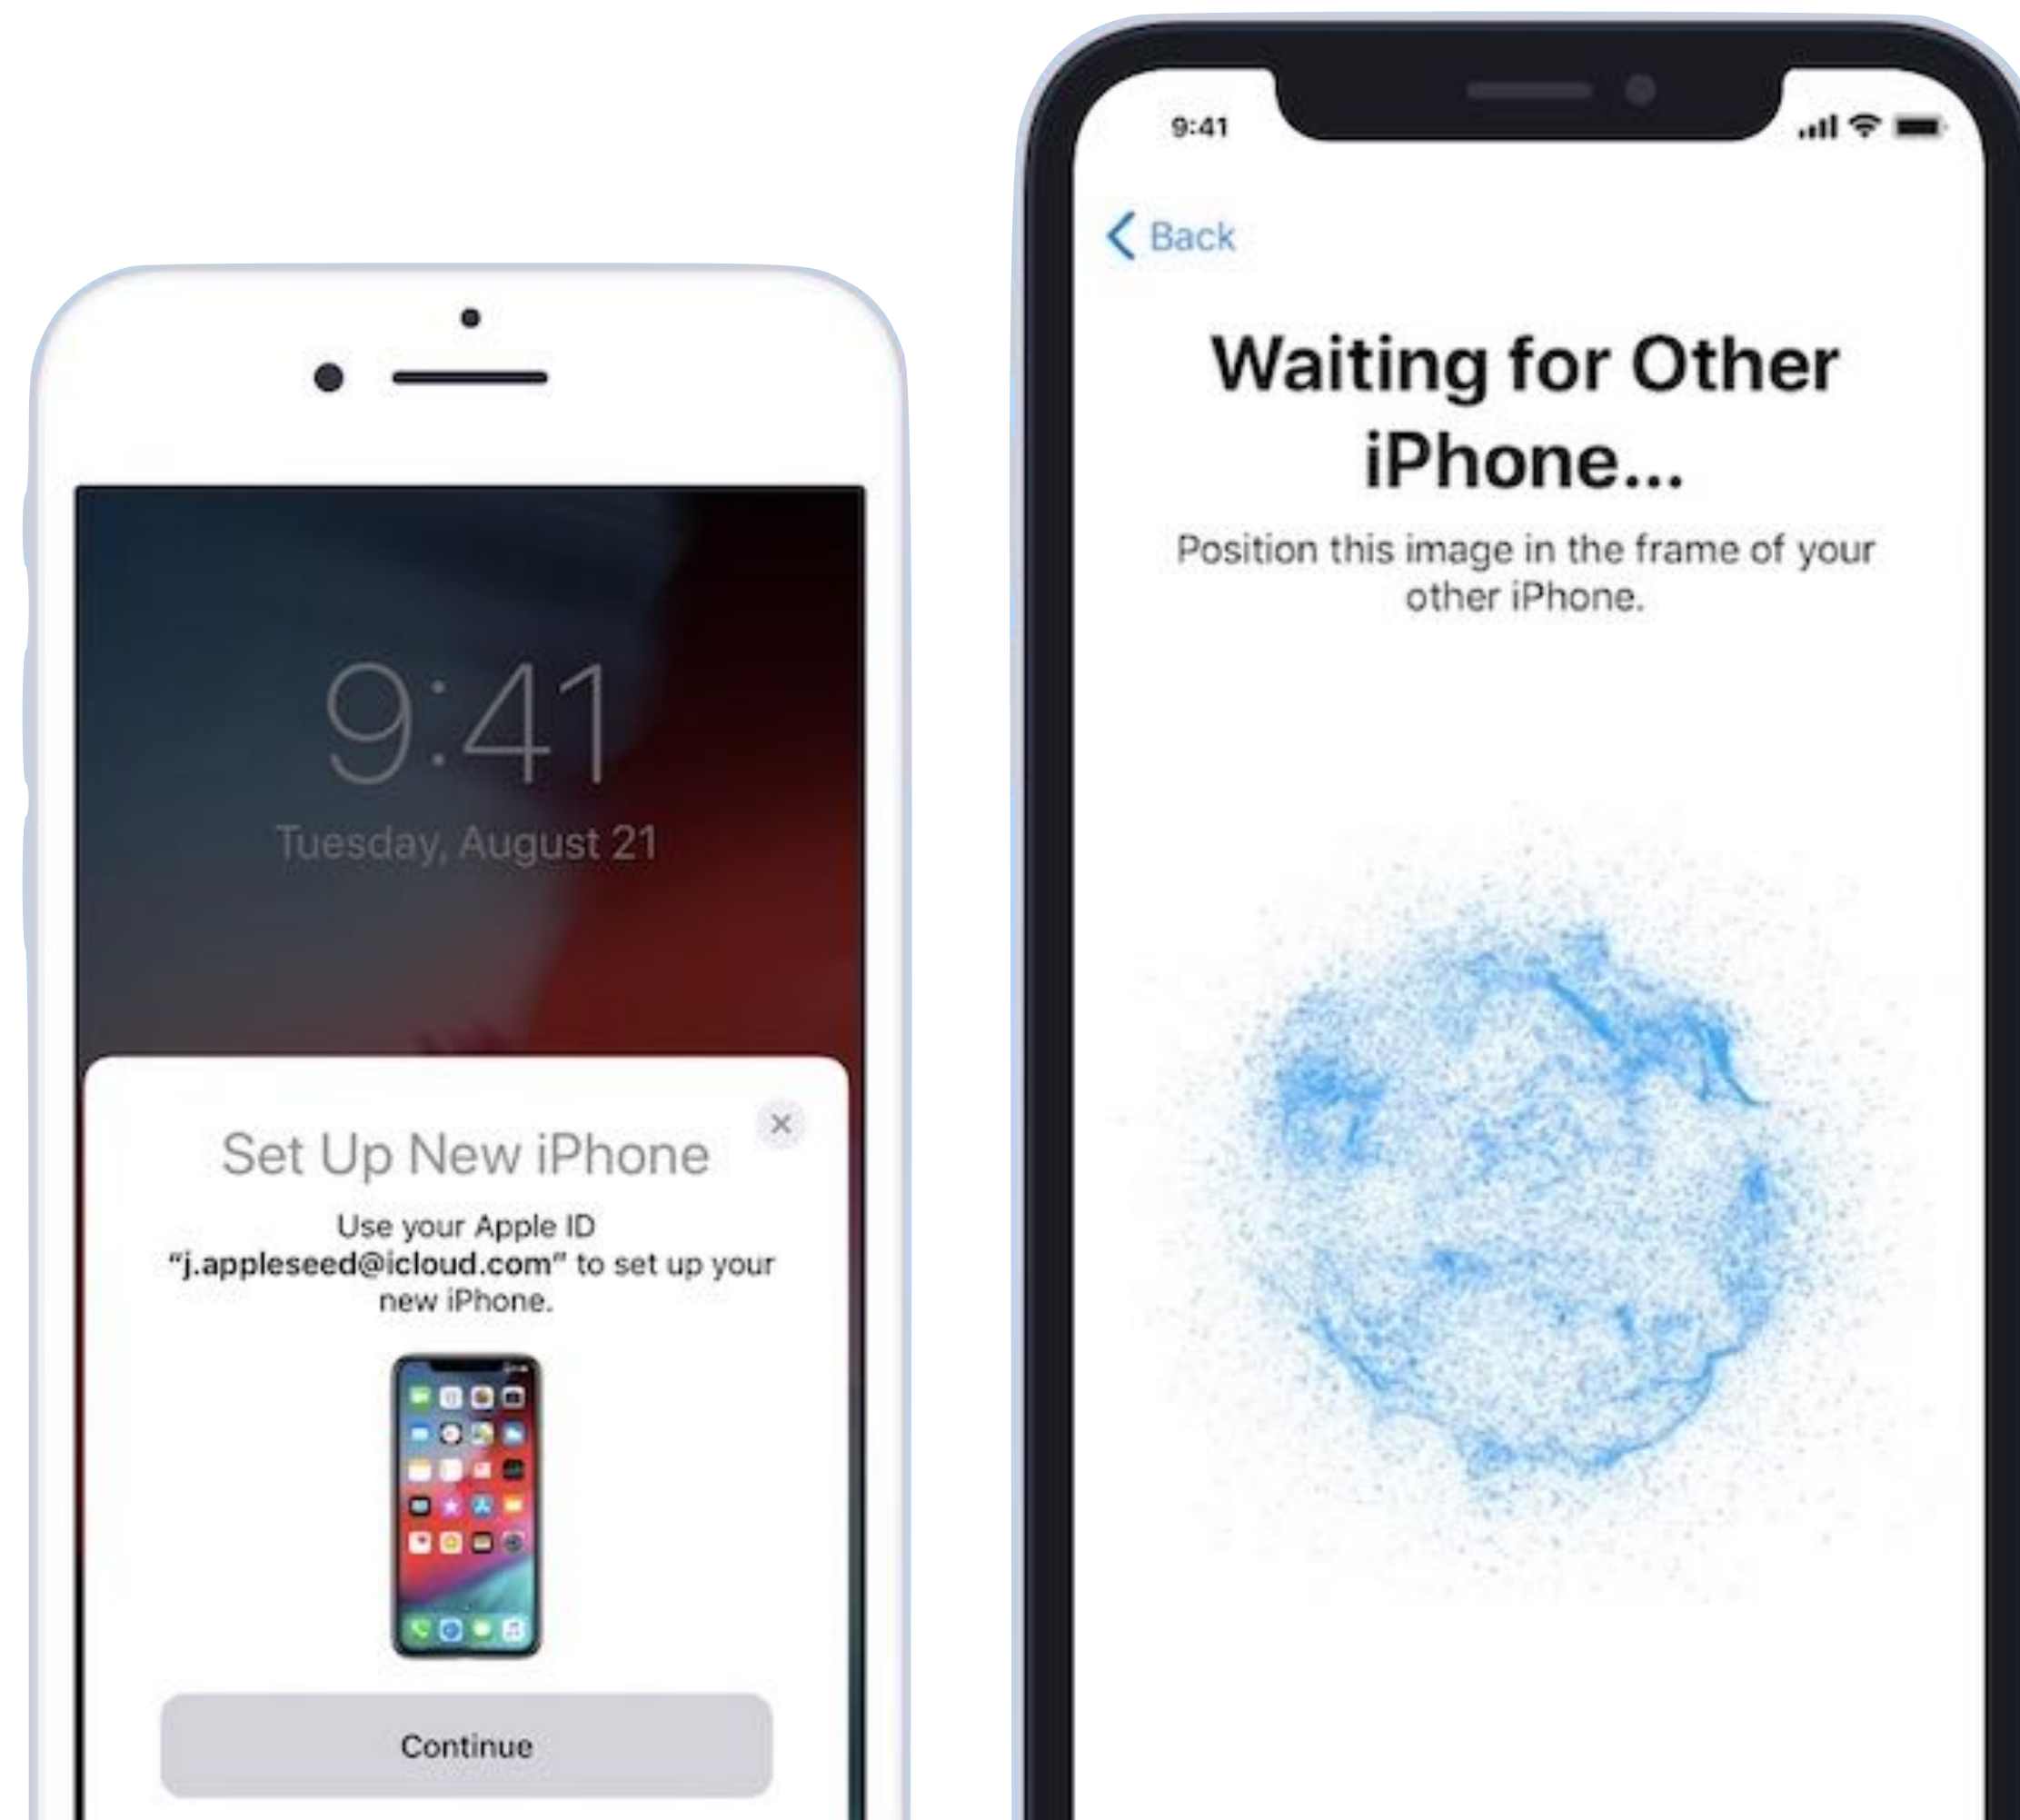 9:41
Tuesday, August 21
Set Up New iPhone
Use your Apple ID
“j.appleseed@icloud.com” to set up your
new iPhone.
Continue
9:41
Back
Waiting for Other
iPhone...
Position this image in the frame of your
other iPhone.